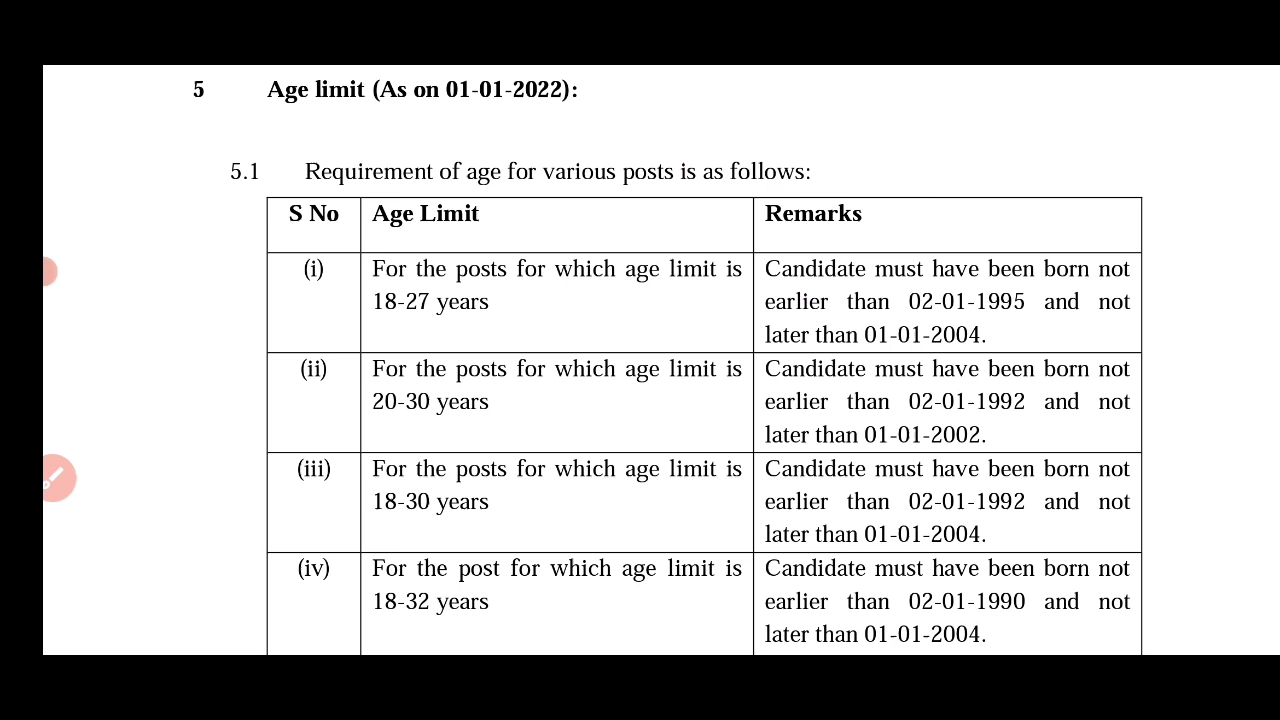 5 Age limit (As on 01-01-2022):
5.1 Requirement of age for various posts is as follows:
S No Age Limit Remarks
(i) For the posts for which age limit is Candidate must have been born not
18-27 years earlier than 02-01-1995 and not
later than 01-01-2004.
(ii) For the posts for which age limit is Candidate must have been born not
20-30 years earlier than 02-01-1992 and not
later than 01-01-2002.
(iii) For the posts for which age limit is Candidate must have been born not
18-30 years earlier than 02-01-1992 and not
later than 01-01-2004.
(iv) For the post for which age limit is Candidate must have been born not
18-32 years earlier than 02-01-1990 and not
later than 01-01-2004.